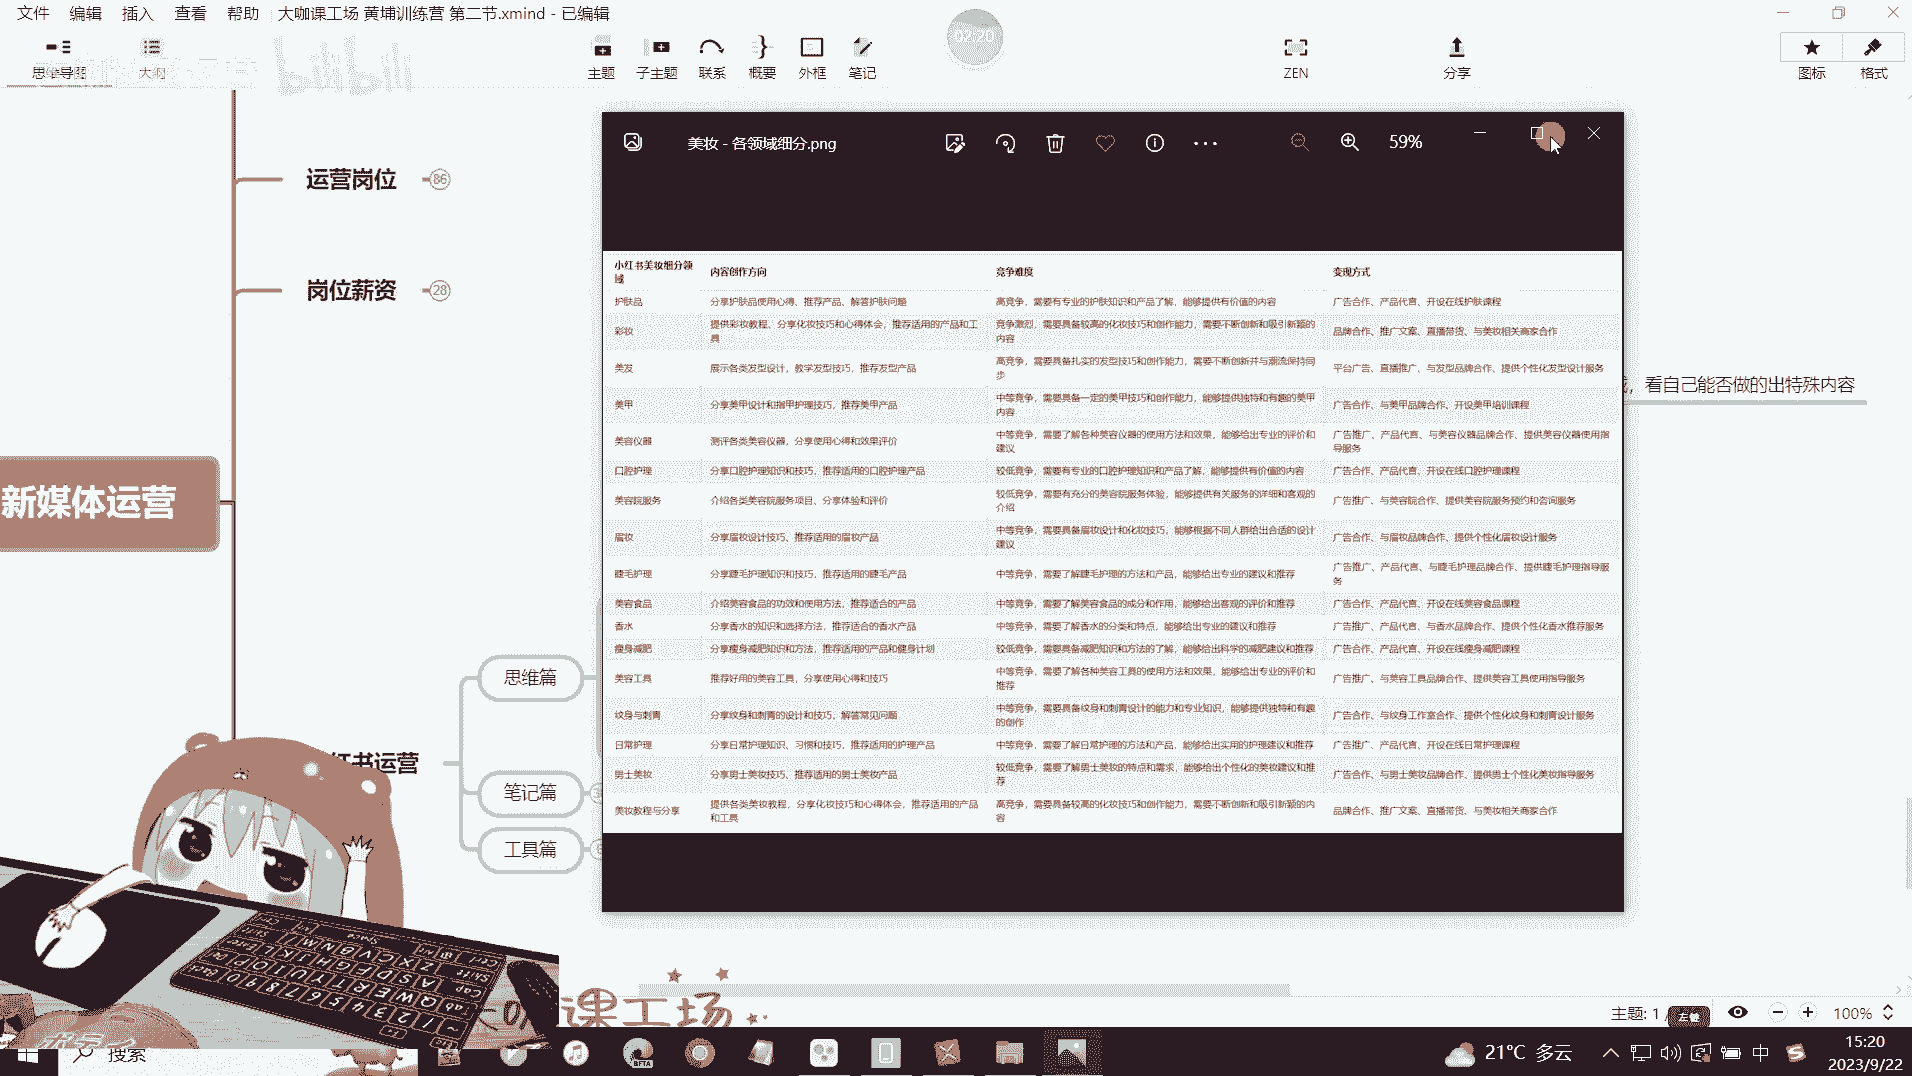 文件 编辑 插入 查看 帮助 大咖课工场 黄埔训练营 第二节.xmind - 已编辑
02:20
思维导图 大纲 主题 子主题 联系 概要 外框 笔记 ZEN 分享 图标 格式
bilibili
美妆 - 各领域细分.png 59%
运营岗位 86
岗位薪资 28
新媒体运营
书运营
思维篇
笔记篇
工具篇
看自己能否做的出特殊内容
小红书美妆细分领域 内容创作方向 竞争难度 变现方式
护肤品 分享护肤品使用心得、推荐产品、解答护肤问题 高竞争，需要有专业的护肤知识和产品了解，能够提供有价值的内容 广告合作、产品代言、开设在线护肤课程
彩妆 提供彩妆教程、分享化妆技巧和心得体会，推荐适用的产品和工具 竞争激烈，需要具备较高的化妆技巧和创作能力，需要不断创新和吸引新颖的内容 品牌合作、推广文案、直播带货、与美妆相关商家合作
美发 展示各类发型设计，教学发型技巧，推荐发型产品 高竞争，需要具备扎实的发型技巧和创作能力，需要不断创新并与潮流保持同步 平台广告、直播推广、与发型品牌合作、提供个性化发型设计服务
美甲 分享美甲设计和指甲护理技巧，推荐美甲产品 中等竞争，需要具备一定的美甲技巧和创作能力，能够提供独特和有趣的美甲内容 广告合作、与美甲品牌合作、开设美甲培训课程
美容仪器 测评各类美容仪器，分享使用心得和效果评价 中等竞争，需要了解各种美容仪器的使用方法和效果，能够给出专业的评价和建议 广告推广、产品代言、与美容仪器品牌合作、提供美容仪器使用指导服务
口腔护理 分享口腔护理知识和技巧，推荐适用的口腔护理产品 较低竞争，需要有专业的口腔护理知识和产品了解，能够提供有价值的内容 广告合作、产品代言、开设在线口腔护理课程
美容院服务 介绍各类美容院服务项目、分享体验和评价 较低竞争，需要有充分的美容院服务体验，能够提供有关服务的详细和客观的介绍 广告推广、与美容院合作、提供美容院服务预约和咨询服务
眉妆 分享眉妆设计技巧、推荐适用的眉妆产品 中等竞争，需要具备眉妆设计和化妆技巧，能够根据不同人群给出合适的设计建议 广告合作、与眉妆品牌合作、提供个性化眉妆设计服务
睫毛护理 分享睫毛护理知识和技巧，推荐适用的睫毛产品 中等竞争，需要了解睫毛护理的方法和产品，能够给出专业的建议和推荐 广告推广、产品代言、与睫毛护理品牌合作、提供睫毛护理指导服务
美容食品 介绍美容食品的功效和使用方法，推荐适合的产品 中等竞争，需要了解美容食品的成分和作用，能够给出客观的评价和推荐 广告合作、产品代言、开设在线美容食品课程
香水 分享香水的知识和选择方法，推荐适合的香水产品 中等竞争，需要了解香水的分类和特点，能够给出专业的建议和推荐 广告推广、产品代言、与香水品牌合作、提供个性化香水推荐服务
瘦身减肥 分享瘦身减肥知识和方法，推荐适用的产品和健身计划 较低竞争，需要具备减肥知识和方法的了解，能够给出科学的减肥建议和推荐 广告合作、产品代言、开设在线瘦身减肥课程
美容工具 推荐好用的美容工具，分享使用心得和技巧 中等竞争，需要了解各种美容工具的使用方法和效果，能够给出专业的评价和推荐 广告推广、与美容工具品牌合作、提供美容工具使用指导服务
纹身与刺青 分享纹身和刺青的设计和技巧，解答常见问题 中等竞争，需要具备纹身和刺青设计的能力和专业知识，能够提供独特和有趣的创作 广告合作、与纹身工作室合作、提供个性化纹身和刺青设计服务
日常护理 分享日常护理知识、习惯和技巧，推荐适用的护理产品 中等竞争，需要了解日常护理的方法和产品，能够给出实用的护理建议和推荐 广告推广、产品代言、开设在线日常护理课程
男士美妆 分享男士美妆技巧、推荐适用的男士美妆产品 较低竞争，需要了解男士美妆的特点和需求，能够给出个性化的美妆建议和推荐 广告合作、与男士美妆品牌合作、提供男士个性化美妆指导服务
美妆教程与分享 提供各类美妆教程，分享化妆技巧和心得体会，推荐适用的产品和工具 高竞争，需要具备较高的化妆技巧和创作能力，需要不断创新和吸引新颖的内容 品牌合作、推广文案、直播带货、与美妆相关商家合作
课工场
主题: 1 / 左键 100%
搜索 BETA 21°C 多云 中 15:20
2023/9/22